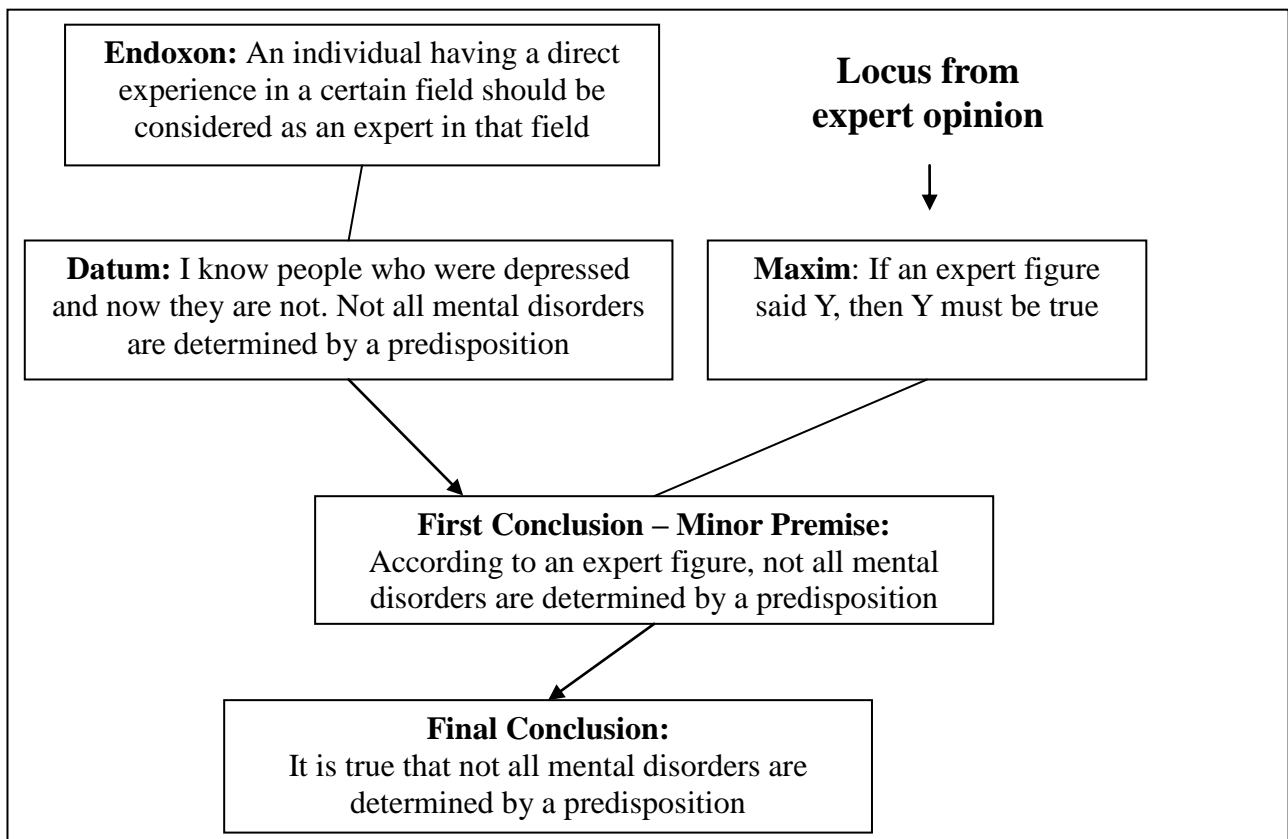 Endoxon: An individual having a direct
experience in a certain field should be
considered as an expert in that field
Locus from
expert opinion
Datum: I know people who were depressed
and now they are not. Not all mental disorders
are determined by a predisposition
Maxim: If an expert figure
said Y, then Y must be true
First Conclusion – Minor Premise:
According to an expert figure, not all mental
disorders are determined by a predisposition
Final Conclusion:
It is true that not all mental disorders are
determined by a predisposition